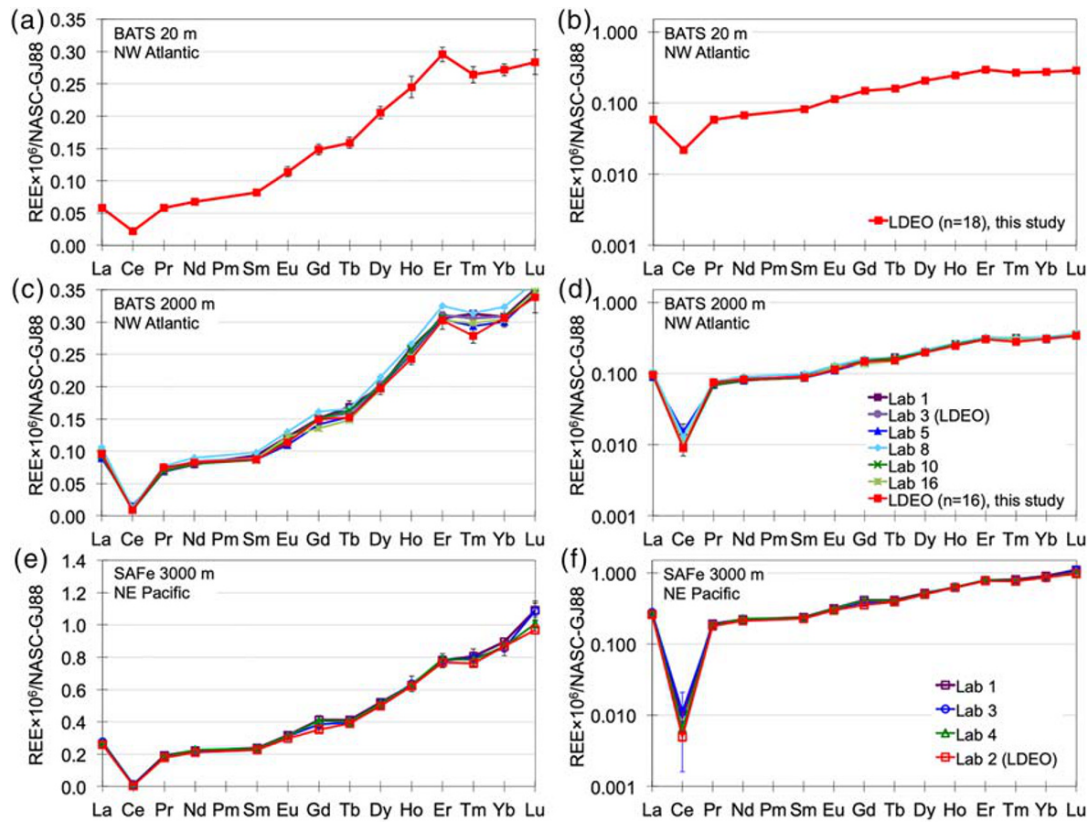 (a)
BATS 20 m
NW Atlantic
REE×10⁶/NASC-GJ88
0.35
0.30
0.25
0.20
0.15
0.10
0.05
0.00
La Ce Pr Nd Pm Sm Eu Gd Tb Dy Ho Er Tm Yb Lu
(b)
BATS 20 m
NW Atlantic
REE×10⁶/NASC-GJ88
1.000
0.100
0.010
0.001
LDEO (n=18), this study
La Ce Pr Nd Pm Sm Eu Gd Tb Dy Ho Er Tm Yb Lu
(c)
BATS 2000 m
NW Atlantic
REE×10⁶/NASC-GJ88
0.35
0.30
0.25
0.20
0.15
0.10
0.05
0.00
La Ce Pr Nd Pm Sm Eu Gd Tb Dy Ho Er Tm Yb Lu
(d)
BATS 2000 m
NW Atlantic
REE×10⁶/NASC-GJ88
1.000
0.100
0.010
0.001
Lab 1
Lab 3 (LDEO)
Lab 5
Lab 8
Lab 10
Lab 16
LDEO (n=16), this study
La Ce Pr Nd Pm Sm Eu Gd Tb Dy Ho Er Tm Yb Lu
(e)
SAFe 3000 m
NE Pacific
REE×10⁶/NASC-GJ88
1.4
1.2
1.0
0.8
0.6
0.4
0.2
0.0
La Ce Pr Nd Pm Sm Eu Gd Tb Dy Ho Er Tm Yb Lu
(f)
SAFe 3000 m
NE Pacific
REE×10⁶/NASC-GJ88
1.000
0.100
0.010
0.001
Lab 1
Lab 3
Lab 4
Lab 2 (LDEO)
La Ce Pr Nd Pm Sm Eu Gd Tb Dy Ho Er Tm Yb Lu